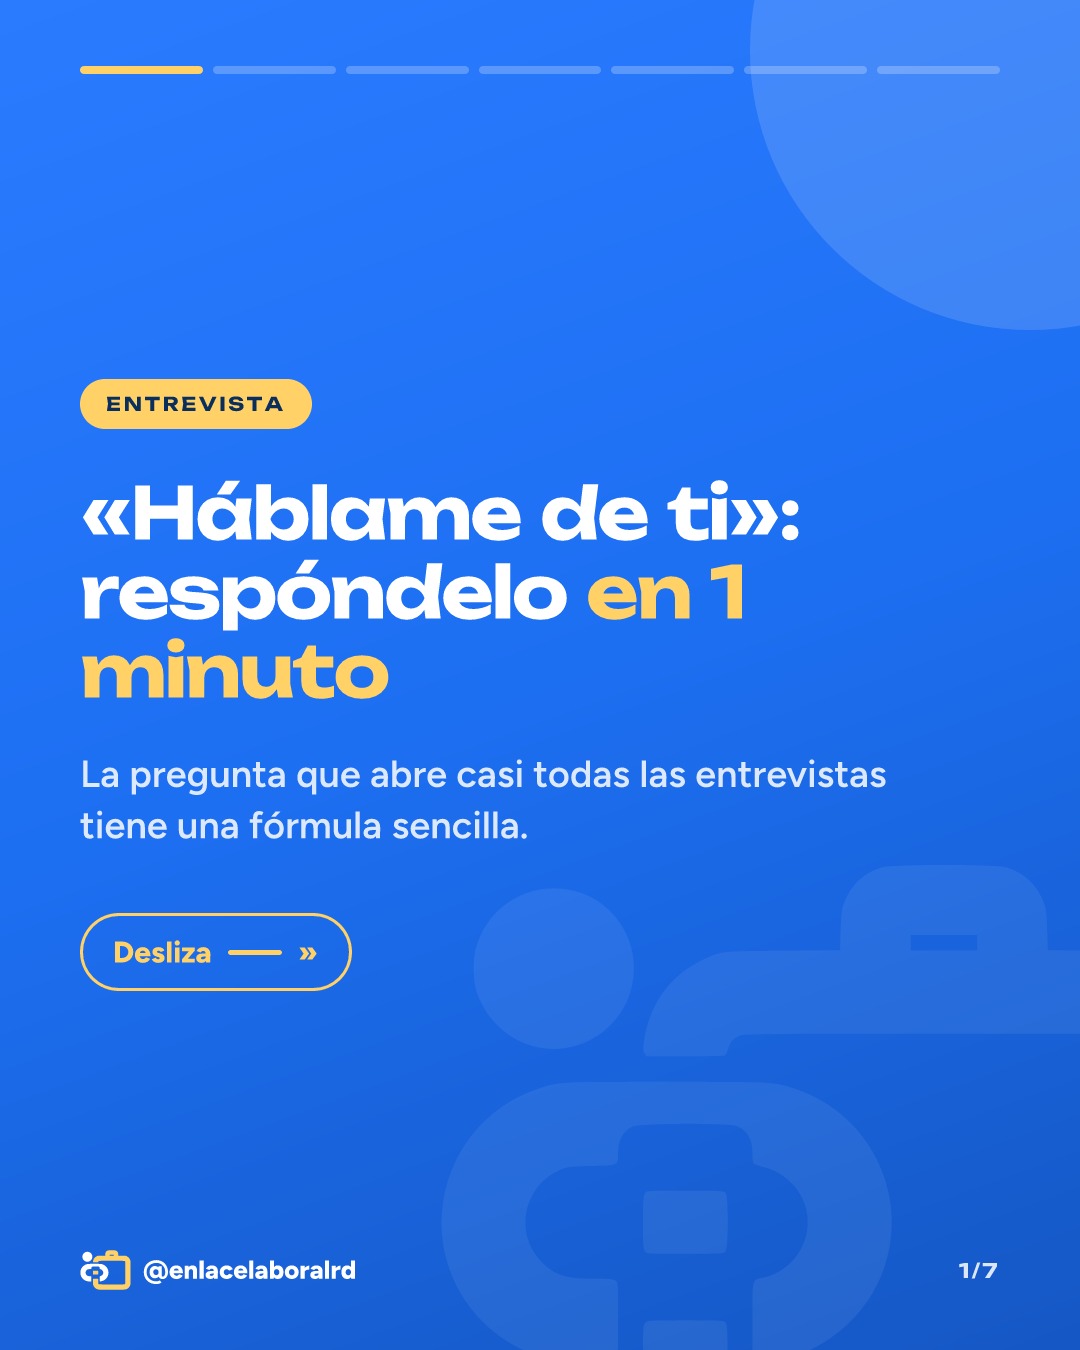 ENTREVISTA
«Háblame de ti»:
respóndelo en 1
minuto
La pregunta que abre casi todas las entrevistas
tiene una fórmula sencilla.
Desliza — »
@enlacelaboralrd
1/7